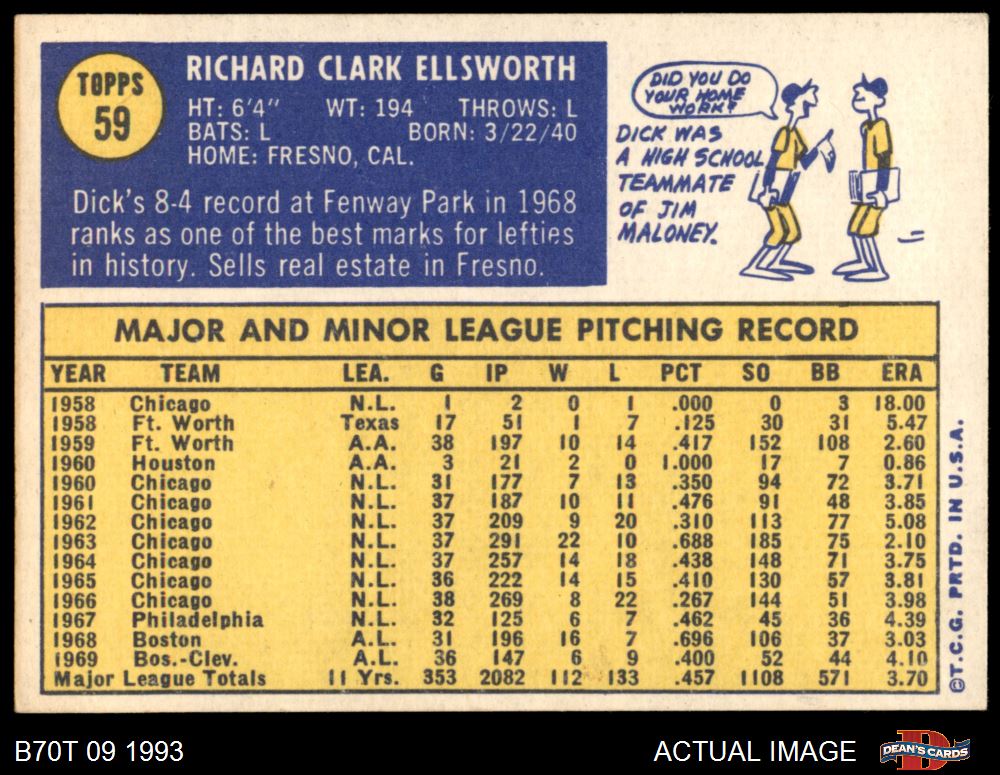 TOPPS
59
RICHARD CLARK ELLSWORTH
HT: 6'4" WT: 194 THROWS: L
BATS: L BORN: 3/22/40
HOME: FRESNO, CAL.
Dick's 8-4 record at Fenway Park in 1968
ranks as one of the best marks for lefties
in history. Sells real estate in Fresno.
DID YOU DO
YOUR HOME
WORK?
DICK WAS
A HIGH SCHOOL
TEAMMATE
OF JIM
MALONEY.
MAJOR AND MINOR LEAGUE PITCHING RECORD
YEAR TEAM LEA. G IP W L PCT SO BB ERA
1958 Chicago N.L. 1 2 0 1 .000 0 3 18.00
1958 Ft. Worth Texas 17 51 1 7 .125 30 31 5.47
1959 Ft. Worth A.A. 38 197 10 14 .417 152 108 2.60
1960 Houston A.A. 3 21 2 0 1.000 17 7 0.86
1960 Chicago N.L. 31 177 7 13 .350 94 72 3.71
1961 Chicago N.L. 37 187 10 11 .476 91 48 3.85
1962 Chicago N.L. 37 209 9 20 .310 113 77 5.08
1963 Chicago N.L. 37 291 22 10 .688 185 75 2.10
1964 Chicago N.L. 37 257 14 18 .438 148 71 3.75
1965 Chicago N.L. 36 222 14 15 .410 130 57 3.81
1966 Chicago N.L. 38 269 8 22 .267 144 51 3.98
1967 Philadelphia N.L. 32 125 6 7 .462 45 36 4.39
1968 Boston A.L. 31 196 16 7 .696 106 37 3.03
1969 Bos.-Clev. A.L. 36 147 6 9 .400 52 44 4.10
Major League Totals 11 Yrs. 353 2082 112 133 .457 1108 571 3.70
©T.C.G. PRTD. IN U.S.A.
B70T 09 1993
ACTUAL IMAGE
DEAN'S CARDS